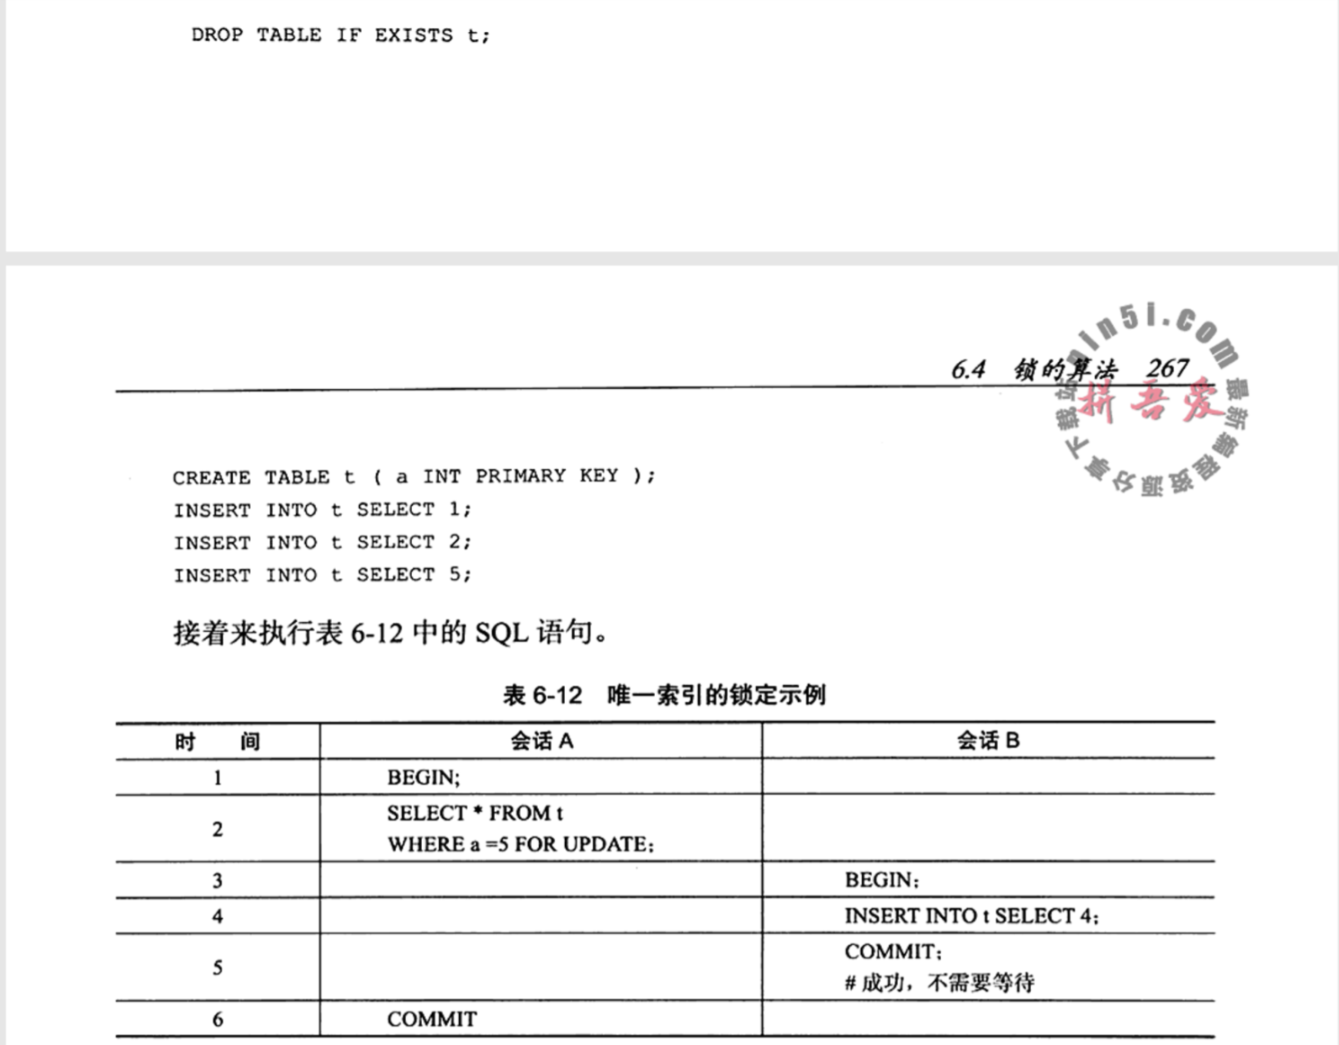 DROP TABLE IF EXISTS t;
6.4 锁的算法 267
pin5i.com
拼吾爱
最新编程资源分享下载站
CREATE TABLE t ( a INT PRIMARY KEY );
INSERT INTO t SELECT 1;
INSERT INTO t SELECT 2;
INSERT INTO t SELECT 5;
接着来执行表 6-12 中的 SQL 语句。
表 6-12 唯一索引的锁定示例
时 间 会话 A 会话 B
1 BEGIN;
2 SELECT * FROM t
WHERE a =5 FOR UPDATE;
3 BEGIN;
4 INSERT INTO t SELECT 4;
5 COMMIT;
# 成功，不需要等待
6 COMMIT